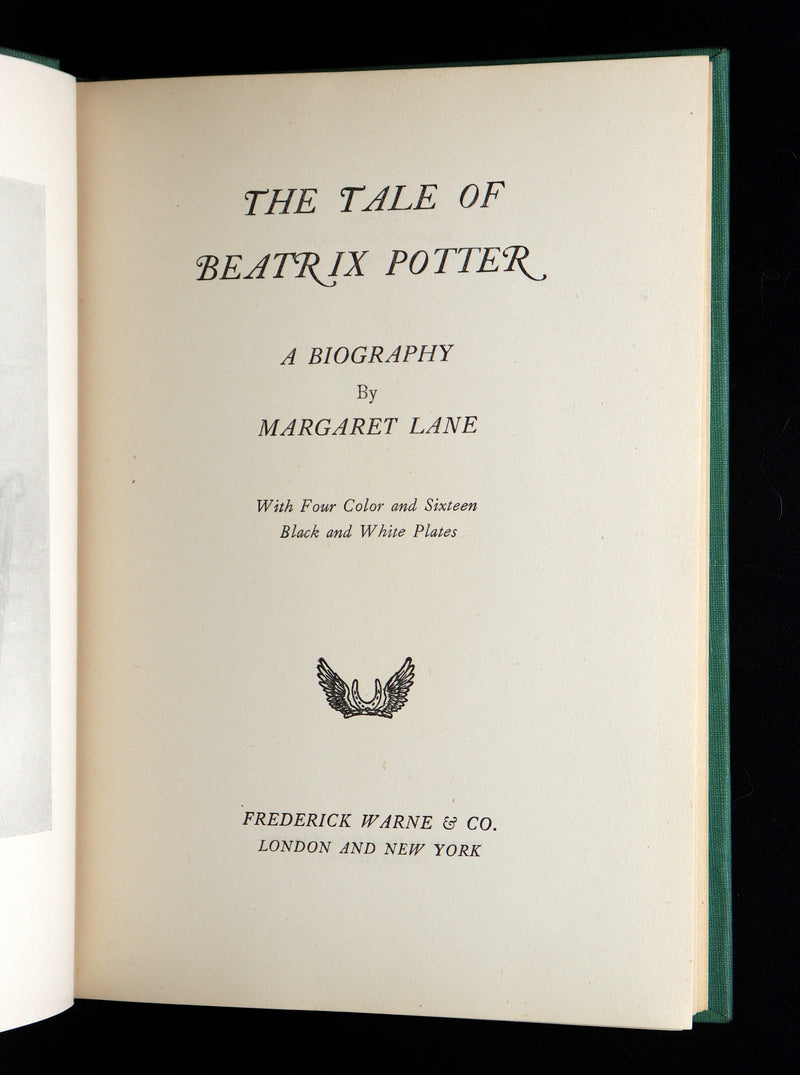 THE TALE OF
BEATRIX POTTER
A BIOGRAPHY
By
MARGARET LANE
With Four Color and Sixteen
Black and White Plates
FREDERICK WARNE & CO.
LONDON AND NEW YORK